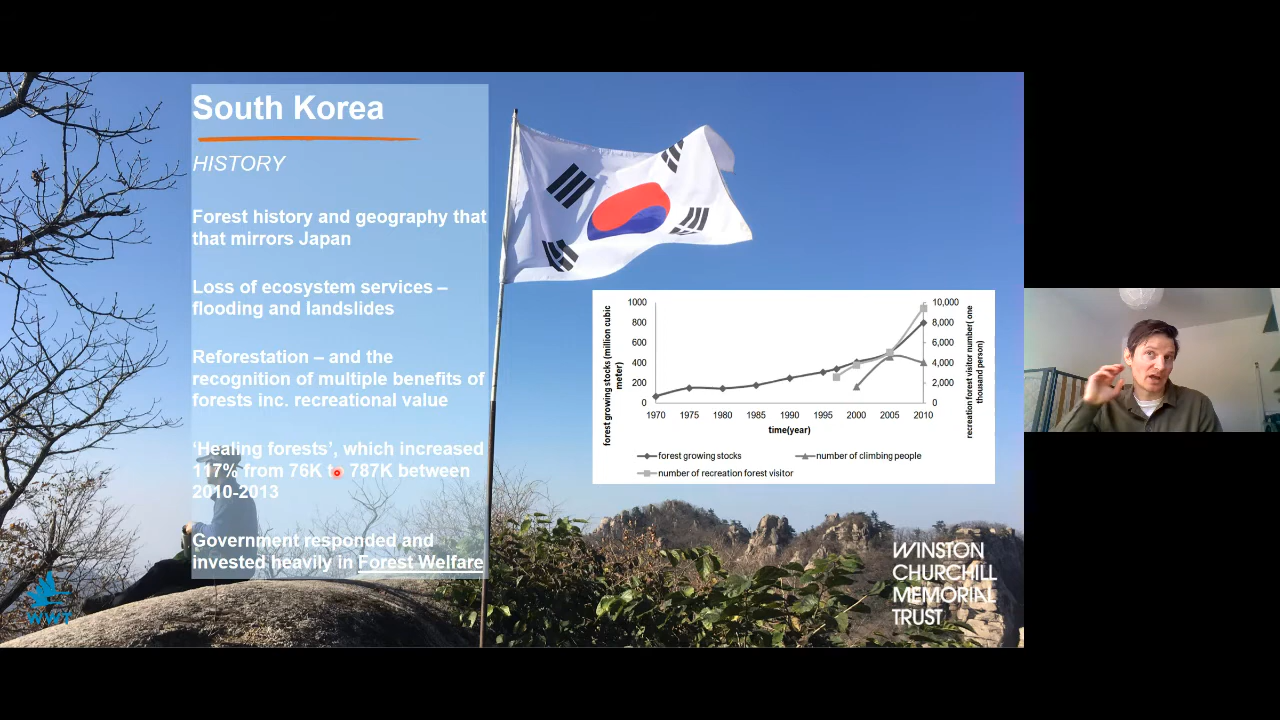 South Korea
HISTORY
Forest history and geography that
that mirrors Japan
Loss of ecosystem services –
flooding and landslides
Reforestation – and the
recognition of multiple benefits of
forests inc. recreational value
‘Healing forests’, which increased
117% from 76K to 787K between
2010-2013
Government responded and
invested heavily in Forest Welfare
WWT
forest growing stocks (million cubic
meter)
1000
800
600
400
200
0
10,000
8,000
6,000
4,000
2,000
0
recreation forest visitor number( one
thousand person)
1970 1975 1980 1985 1990 1995 2000 2005 2010
time(year)
forest growing stocks number of climbing people
number of recreation forest visitor
WINSTON
CHURCHILL
MEMORIAL
TRUST